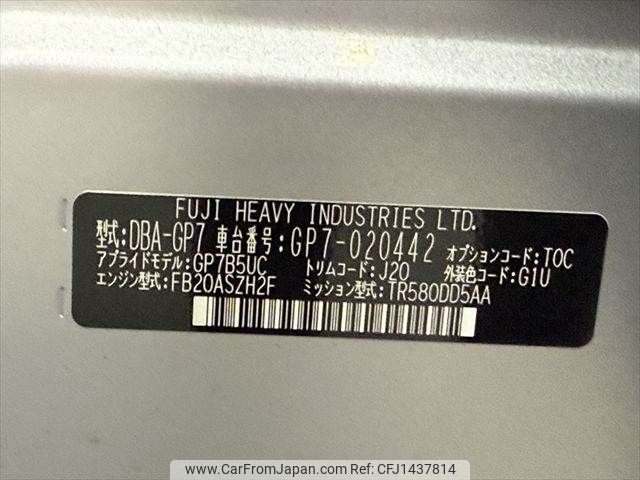 FUJI HEAVY INDUSTRIES LTD.
型式:DBA-GP7 車台番号:GP7-020442 オプションコード:TOC
アプライドモデル:GP7B5UC トリムコード:J20 外装色コード:G1U
エンジン型式:FB20ASZH2F ミッション型式:TR580DD5AA
www.CarFromJapan.com - CFJ1437814